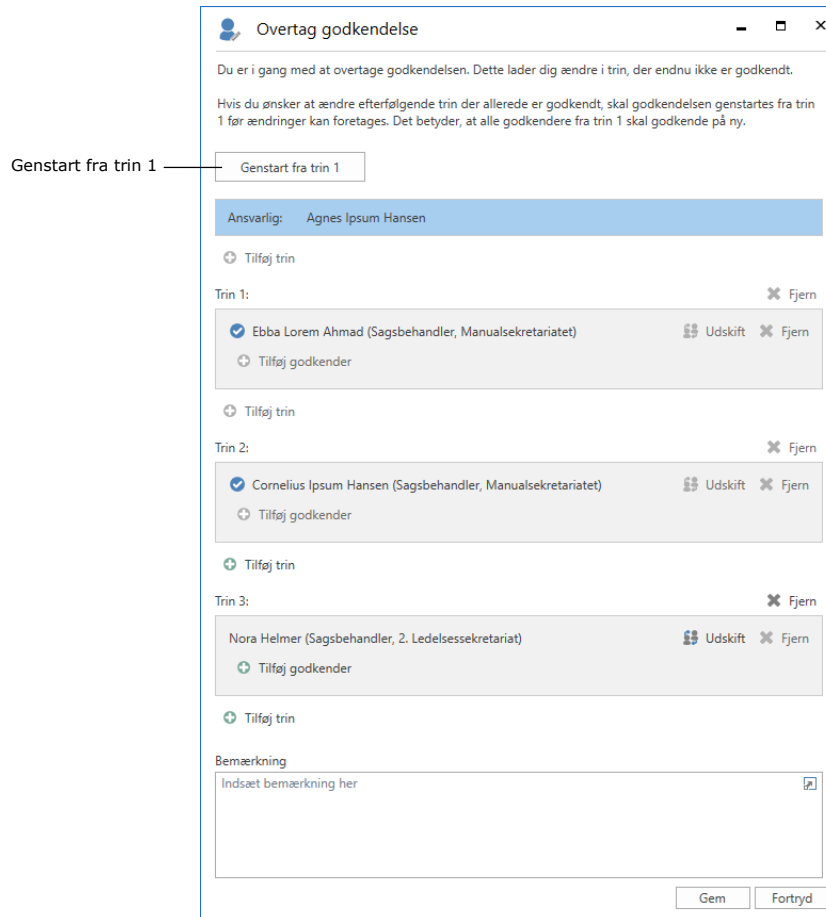 Overtag godkendelse
Du er i gang med at overtage godkendelsen. Dette lader dig ændre i trin, der endnu ikke er godkendt.
Hvis du ønsker at ændre efterfølgende trin der allerede er godkendt, skal godkendelsen genstartes fra trin
1 før ændringer kan foretages. Det betyder, at alle godkendere fra trin 1 skal godkende på ny.
Genstart fra trin 1
Genstart fra trin 1
Ansvarlig: Agnes Ipsum Hansen
Tilføj trin
Trin 1: Fjern
Ebba Lorem Ahmad (Sagsbehandler, Manualsekretariatet) Udskift Fjern
Tilføj godkender
Tilføj trin
Trin 2: Fjern
Cornelius Ipsum Hansen (Sagsbehandler, Manualsekretariatet) Udskift Fjern
Tilføj godkender
Tilføj trin
Trin 3: Fjern
Nora Helmer (Sagsbehandler, 2. Ledelsessekretariat) Udskift Fjern
Tilføj godkender
Tilføj trin
Bemærkning
Indsæt bemærkning her
Gem Fortryd